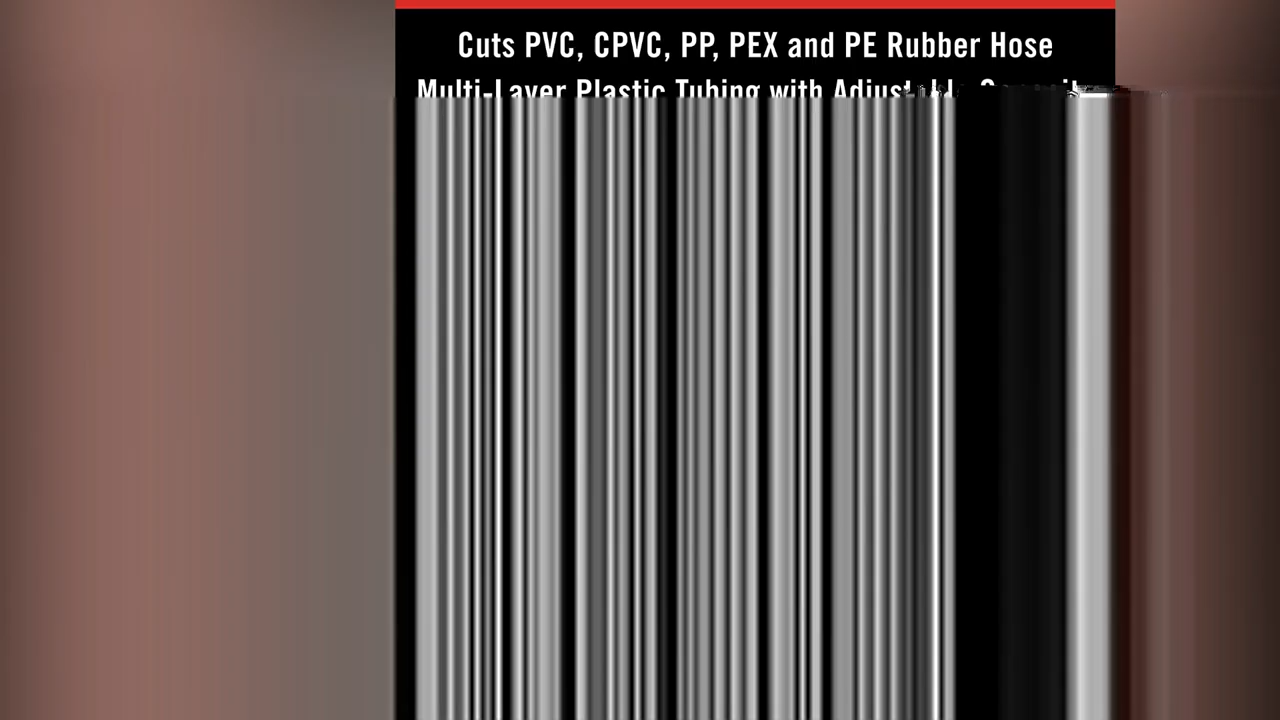 Cuts PVC, CPVC, PP, PEX and PE Rubber Hose
Multi-Layer Plastic Tubing with